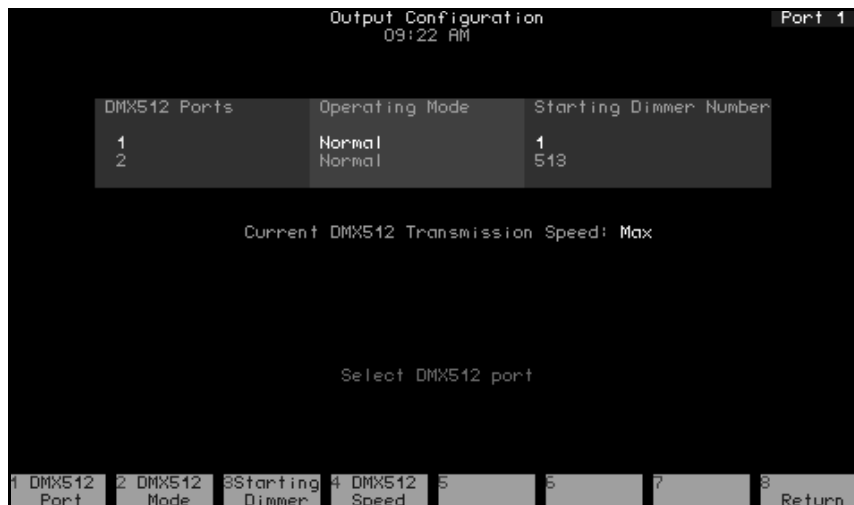 Output Configuration Port 1
09:22 AM
DMX512 Ports Operating Mode Starting Dimmer Number
1 Normal 1
2 Normal 513
Current DMX512 Transmission Speed: Max
Select DMX512 port
1 DMX512 2 DMX512 3Starting 4 DMX512 5 6 7 8
Port Mode Dimmer Speed Return